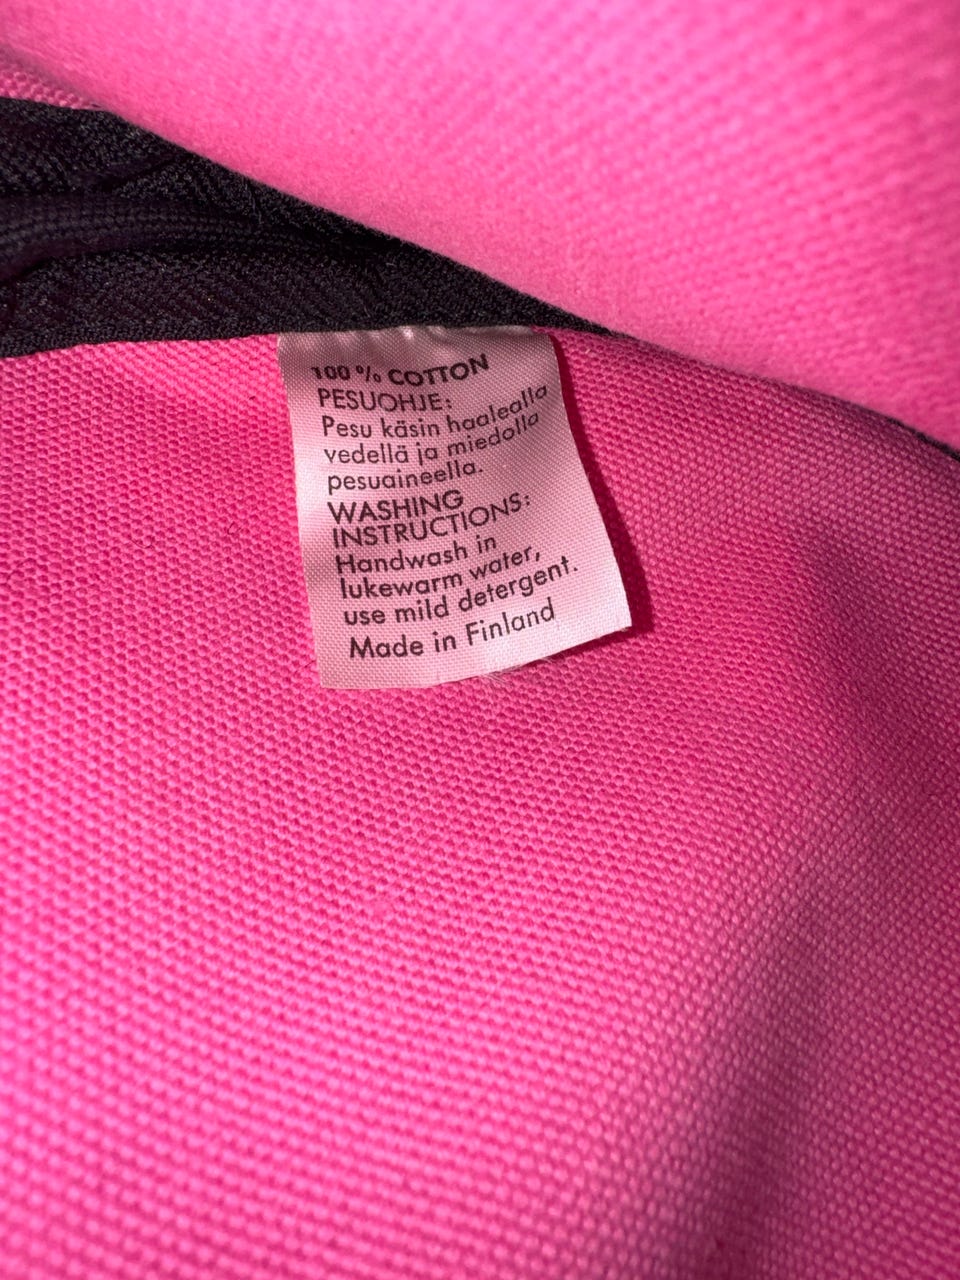 100 % COTTON
PESUOHJE:
Pesu käsin haalealla
vedellä ja miedolla
pesuaineella.
WASHING
INSTRUCTIONS:
Handwash in
lukewarm water,
use mild detergent.
Made in Finland